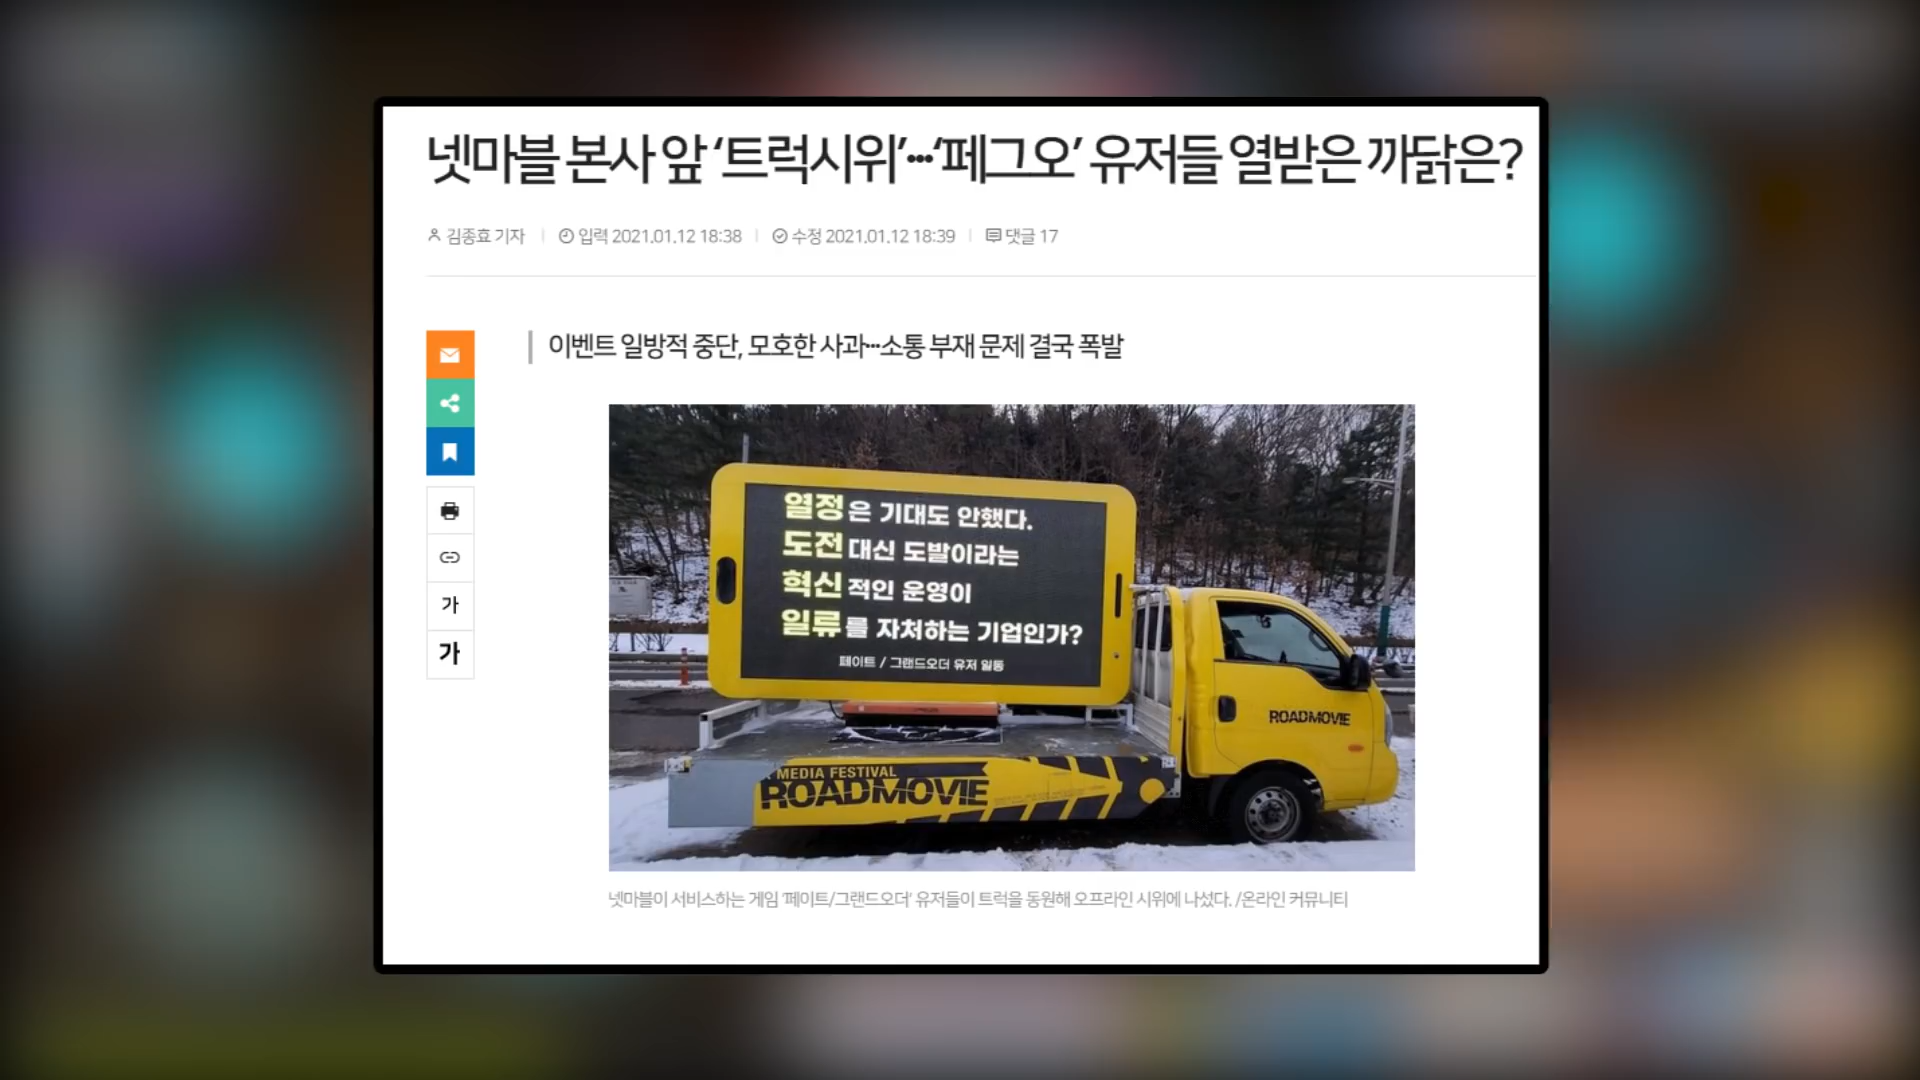 넷마블 본사 앞 ‘트럭시위’…‘페그오’ 유저들 열받은 까닭은?
김종효 기자 | 입력 2021.01.12 18:38 | 수정 2021.01.12 18:39 | 댓글 17
이벤트 일방적 중단, 모호한 사과…소통 부재 문제 결국 폭발
가
가
열정은 기대도 안했다.
도전 대신 도발이라는
혁신적인 운영이
일류를 자처하는 기업인가?
페이트 / 그랜드오더 유저 일동
ROADMOVIE
MEDIA FESTIVAL
ROADMOVIE
넷마블이 서비스하는 게임 '페이트/그랜드오더' 유저들이 트럭을 동원해 오프라인 시위에 나섰다. /온라인 커뮤니티